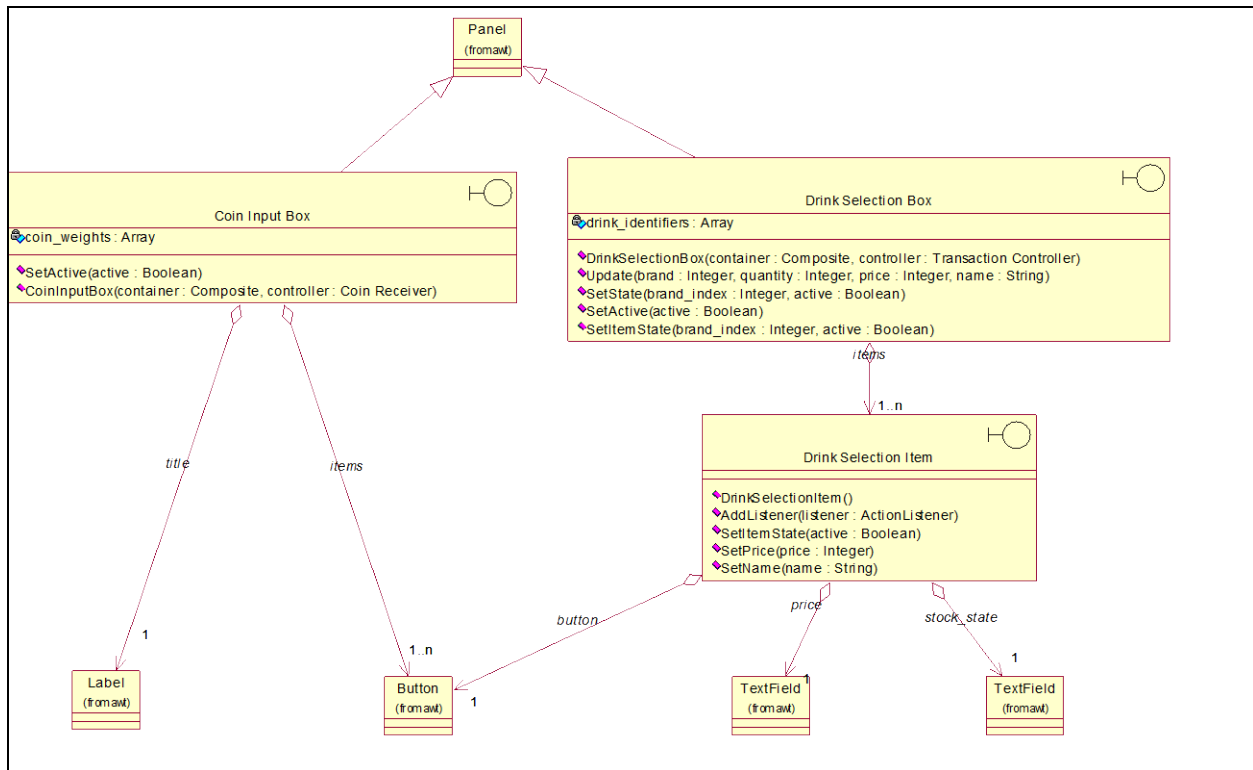 Panel
(fromawt)
Coin Input Box
coin_weights : Array
SetActive(active : Boolean)
CoinInputBox(container : Composite, controller : Coin Receiver)
Drink Selection Box
drink_identifiers : Array
DrinkSelectionBox(container : Composite, controller : Transaction Controller)
Update(brand : Integer, quantity : Integer, price : Integer, name : String)
SetState(brand_index : Integer, active : Boolean)
SetActive(active : Boolean)
SetItemState(brand_index : Integer, active : Boolean)
items
1..n
Drink Selection Item
DrinkSelectionItem()
AddListener(listener : ActionListener)
SetItemState(active : Boolean)
SetPrice(price : Integer)
SetName(name : String)
title
items
button
price
stock_state
1
1..n
1
1
1
Label
(fromawt)
Button
(fromawt)
TextField
(fromawt)
TextField
(fromawt)